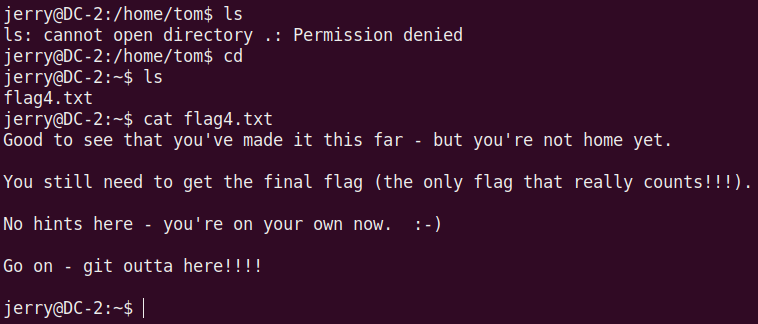 jerry@DC-2:/home/tom$ ls
ls: cannot open directory .: Permission denied
jerry@DC-2:/home/tom$ cd
jerry@DC-2:~$ ls
flag4.txt
jerry@DC-2:~$ cat flag4.txt
Good to see that you've made it this far - but you're not home yet.
You still need to get the final flag (the only flag that really counts!!!).
No hints here - you're on your own now.  :-)
Go on - git outta here!!!!
jerry@DC-2:~$